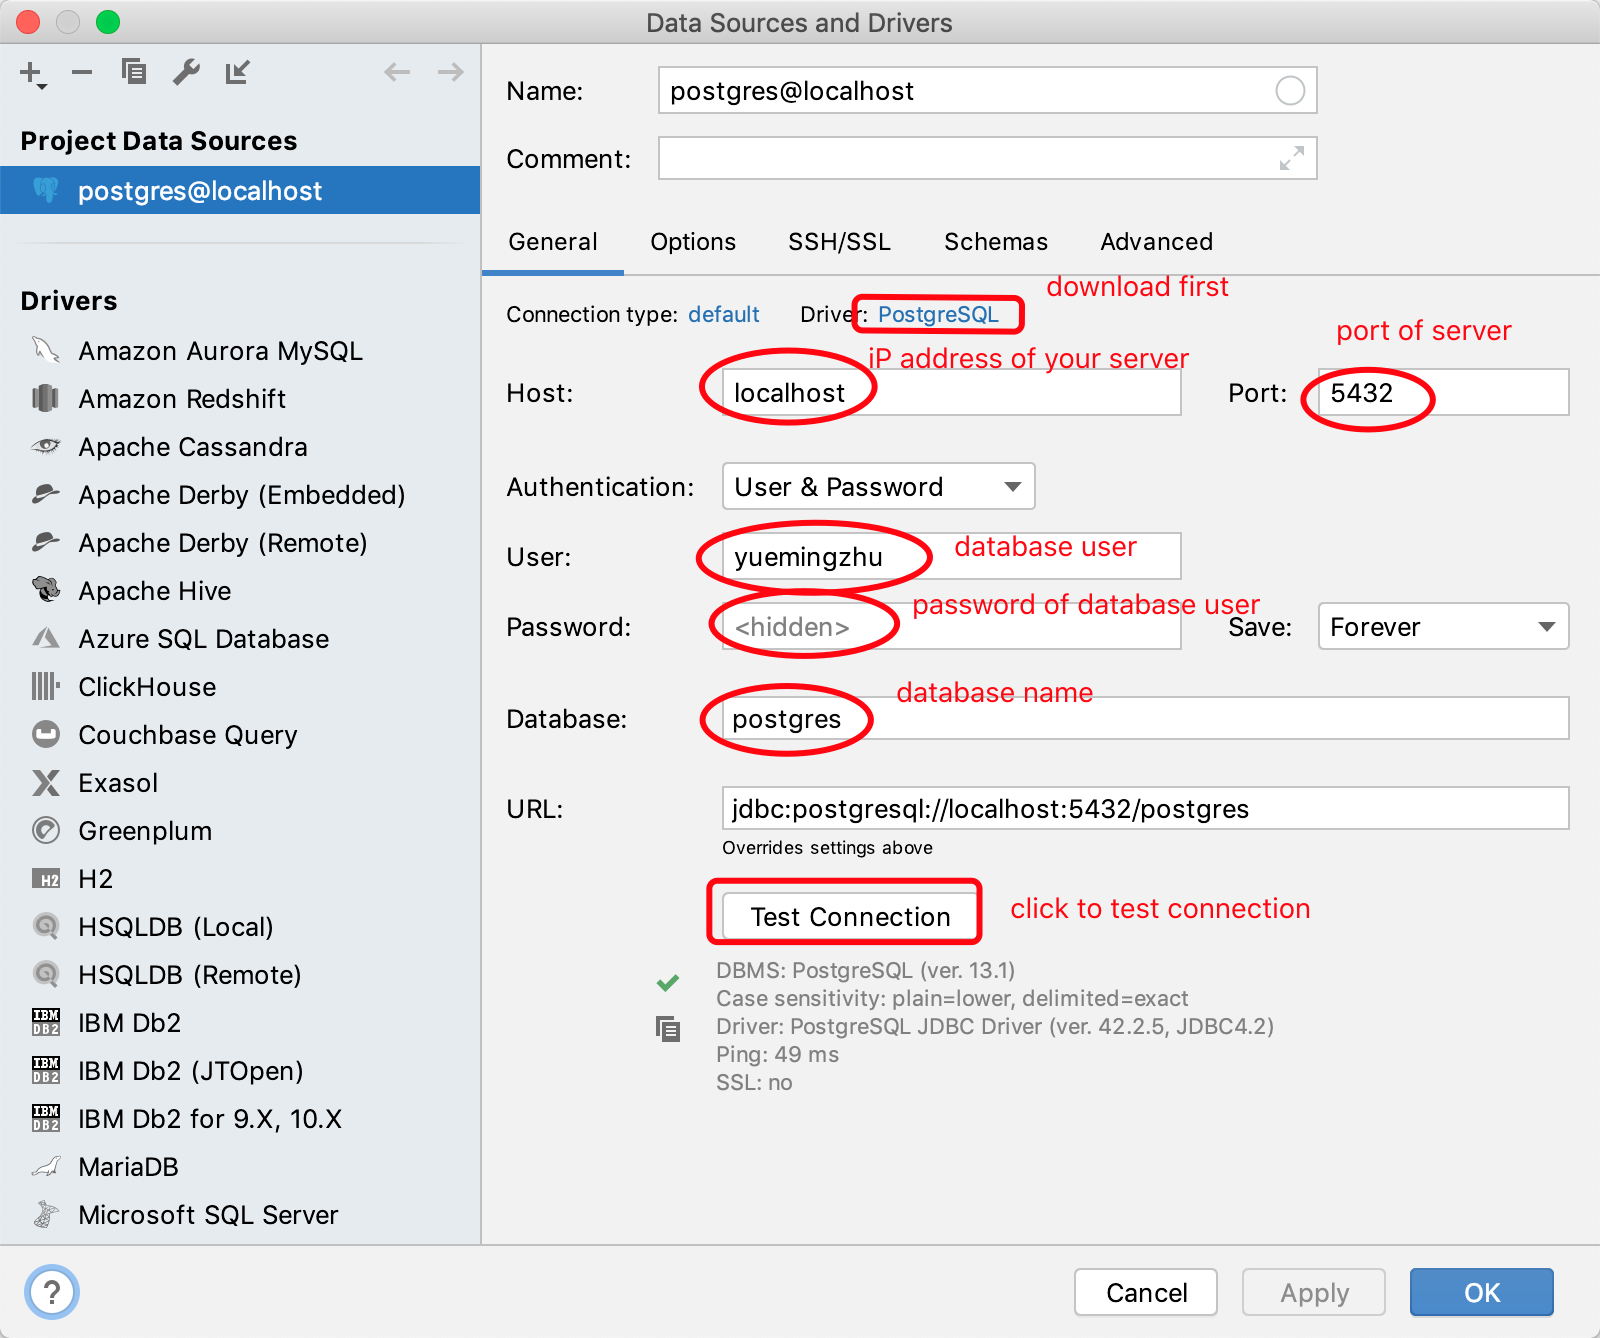 Data Sources and Drivers
Project Data Sources
postgres@localhost
Drivers
Amazon Aurora MySQL
Amazon Redshift
Apache Cassandra
Apache Derby (Embedded)
Apache Derby (Remote)
Apache Hive
Azure SQL Database
ClickHouse
Couchbase Query
Exasol
Greenplum
H2 H2
HSQLDB (Local)
HSQLDB (Remote)
IBM DB2 IBM Db2
IBM DB2 IBM Db2 (JTOpen)
IBM DB2 IBM Db2 for 9.X, 10.X
MariaDB
Microsoft SQL Server
Name: postgres@localhost
Comment:
General Options SSH/SSL Schemas Advanced
download first
Connection type: default Driver: PostgreSQL
port of server
iP address of your server
Host: localhost Port: 5432
Authentication: User & Password
database user
User: yuemingzhu
password of database user
Password: <hidden> Save: Forever
database name
Database: postgres
URL: jdbc:postgresql://localhost:5432/postgres
Overrides settings above
Test Connection click to test connection
DBMS: PostgreSQL (ver. 13.1)
Case sensitivity: plain=lower, delimited=exact
Driver: PostgreSQL JDBC Driver (ver. 42.2.5, JDBC4.2)
Ping: 49 ms
SSL: no
? Cancel Apply OK